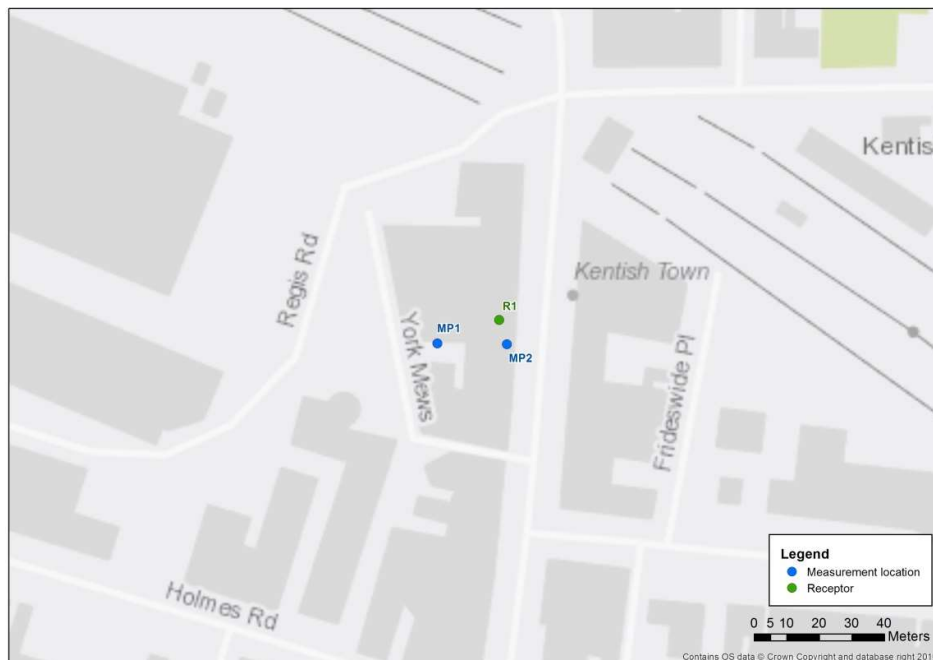 Kentis
Regis Rd
Kentish Town
R1
MP1
MP2
York Mews
Frideswide Pl
Holmes Rd
Legend
Measurement location
Receptor
0 5 10 20 30 40
Meters
Contains OS data © Crown Copyright and database right 201